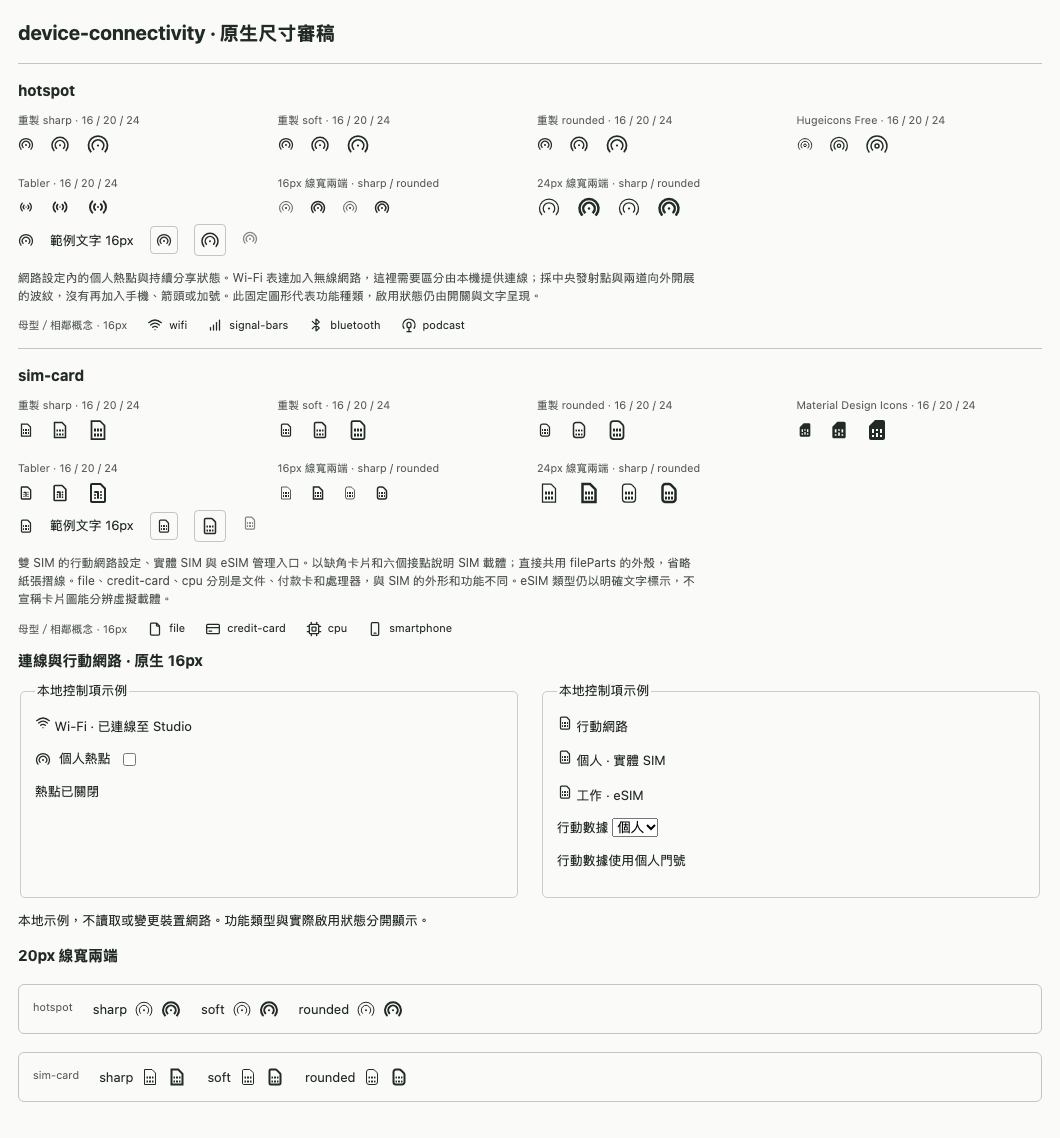 device-connectivity · 原生尺寸審稿
hotspot
重製 sharp · 16 / 20 / 24
重製 soft · 16 / 20 / 24
重製 rounded · 16 / 20 / 24
Hugeicons Free · 16 / 20 / 24
Tabler · 16 / 20 / 24
16px 線寬兩端 · sharp / rounded
24px 線寬兩端 · sharp / rounded
範例文字 16px
網路設定內的個人熱點與持續分享狀態。Wi-Fi 表達加入無線網路，這裡需要區分由本機提供連線；採中央發射點與兩道向外開展
的波紋，沒有再加入手機、箭頭或加號。此固定圖形代表功能種類，啟用狀態仍由開關與文字呈現。
母型 / 相鄰概念 · 16px
wifi
signal-bars
bluetooth
podcast
sim-card
重製 sharp · 16 / 20 / 24
重製 soft · 16 / 20 / 24
重製 rounded · 16 / 20 / 24
Material Design Icons · 16 / 20 / 24
Tabler · 16 / 20 / 24
16px 線寬兩端 · sharp / rounded
24px 線寬兩端 · sharp / rounded
範例文字 16px
雙 SIM 的行動網路設定、實體 SIM 與 eSIM 管理入口。以缺角卡片和六個接點說明 SIM 載體；直接共用 fileParts 的外殼，省略
紙張摺線。file、credit-card、cpu 分別是文件、付款卡和處理器，與 SIM 的外形和功能不同。eSIM 類型仍以明確文字標示，不
宣稱卡片圖能分辨虛擬載體。
母型 / 相鄰概念 · 16px
file
credit-card
cpu
smartphone
連線與行動網路 · 原生 16px
本地控制項示例
Wi-Fi · 已連線至 Studio
個人熱點
熱點已關閉
本地控制項示例
行動網路
個人 · 實體 SIM
工作 · eSIM
行動數據 個人
行動數據使用個人門號
本地示例，不讀取或變更裝置網路。功能類型與實際啟用狀態分開顯示。
20px 線寬兩端
hotspot sharp soft rounded
sim-card sharp soft rounded